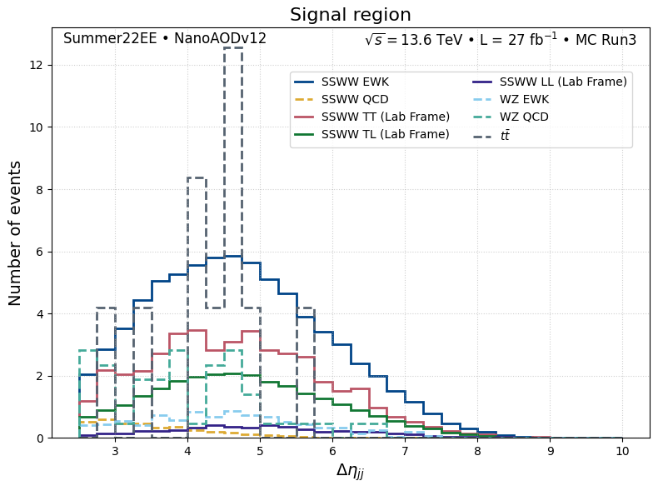 Signal region
Summer22EE • NanoAODv12
√s = 13.6 TeV • L = 27 fb⁻¹ • MC Run3
SSWW EWK
SSWW QCD
SSWW TT (Lab Frame)
SSWW TL (Lab Frame)
SSWW LL (Lab Frame)
WZ EWK
WZ QCD
tt̄
Number of events
12
10
8
6
4
2
0
3 4 5 6 7 8 9 10
Δη_jj